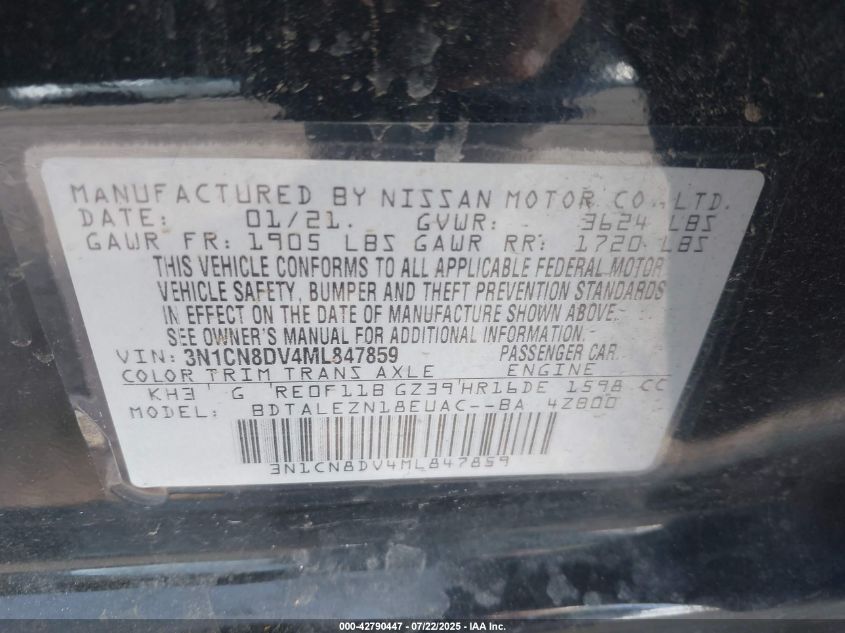 MANUFACTURED BY NISSAN MOTOR CO., LTD.
DATE: 01/21. GVWR: 3624 LBS
GAWR FR: 1905 LBS GAWR RR: 1720 LBS
THIS VEHICLE CONFORMS TO ALL APPLICABLE FEDERAL MOTOR
VEHICLE SAFETY, BUMPER AND THEFT PREVENTION STANDARDS
IN EFFECT ON THE DATE OF MANUFACTURE SHOWN ABOVE.
SEE OWNER'S MANUAL FOR ADDITIONAL INFORMATION.
VIN: 3N1CN8DV4ML847859 PASSENGER CAR
COLOR TRIM TRANS AXLE ENGINE
KH3 G RE0F11B GZ39 HR16DE 1598 CC
MODEL: BDTALEZN18EUAC--BA 4Z800
3N1CN8DV4ML847859
000-42790447 - 07/22/2025 - IAA Inc.